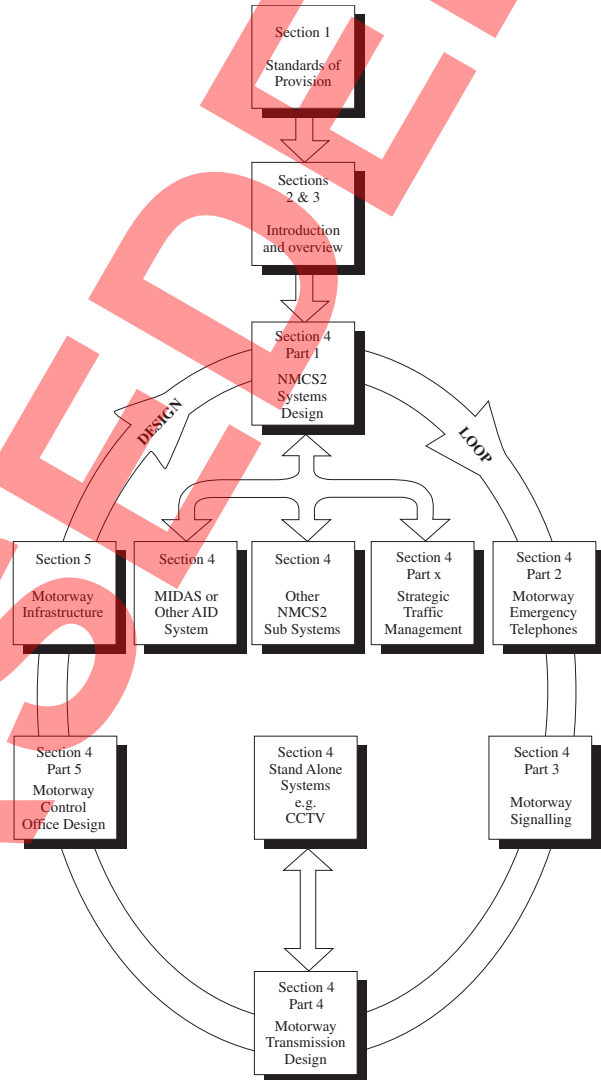 Section 1
Standards of
Provision
Sections
2 & 3
Introduction
and overview
Section 4
Part 1
NMCS2
Systems
Design
DESIGN
LOOP
Section 5
Motorway
Infrastructure
Section 4
MIDAS or
Other AID
System
Section 4
Other
NMCS2
Sub Systems
Section 4
Part x
Strategic
Traffic
Management
Section 4
Part 2
Motorway
Emergency
Telephones
Section 4
Part 5
Motorway
Control
Office Design
Section 4
Stand Alone
Systems
e.g.
CCTV
Section 4
Part 3
Motorway
Signalling
Section 4
Part 4
Motorway
Transmission
Design